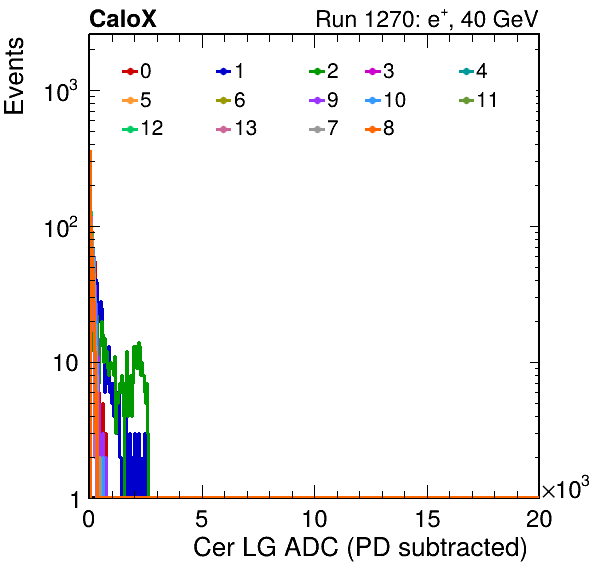 CaloX Run 1270: e⁺, 40 GeV
Events
0 1 2 3 4
5 6 9 10 11
12 13 7 8
10³
10²
10
1
0 5 10 15 20
×10³
Cer LG ADC (PD subtracted)